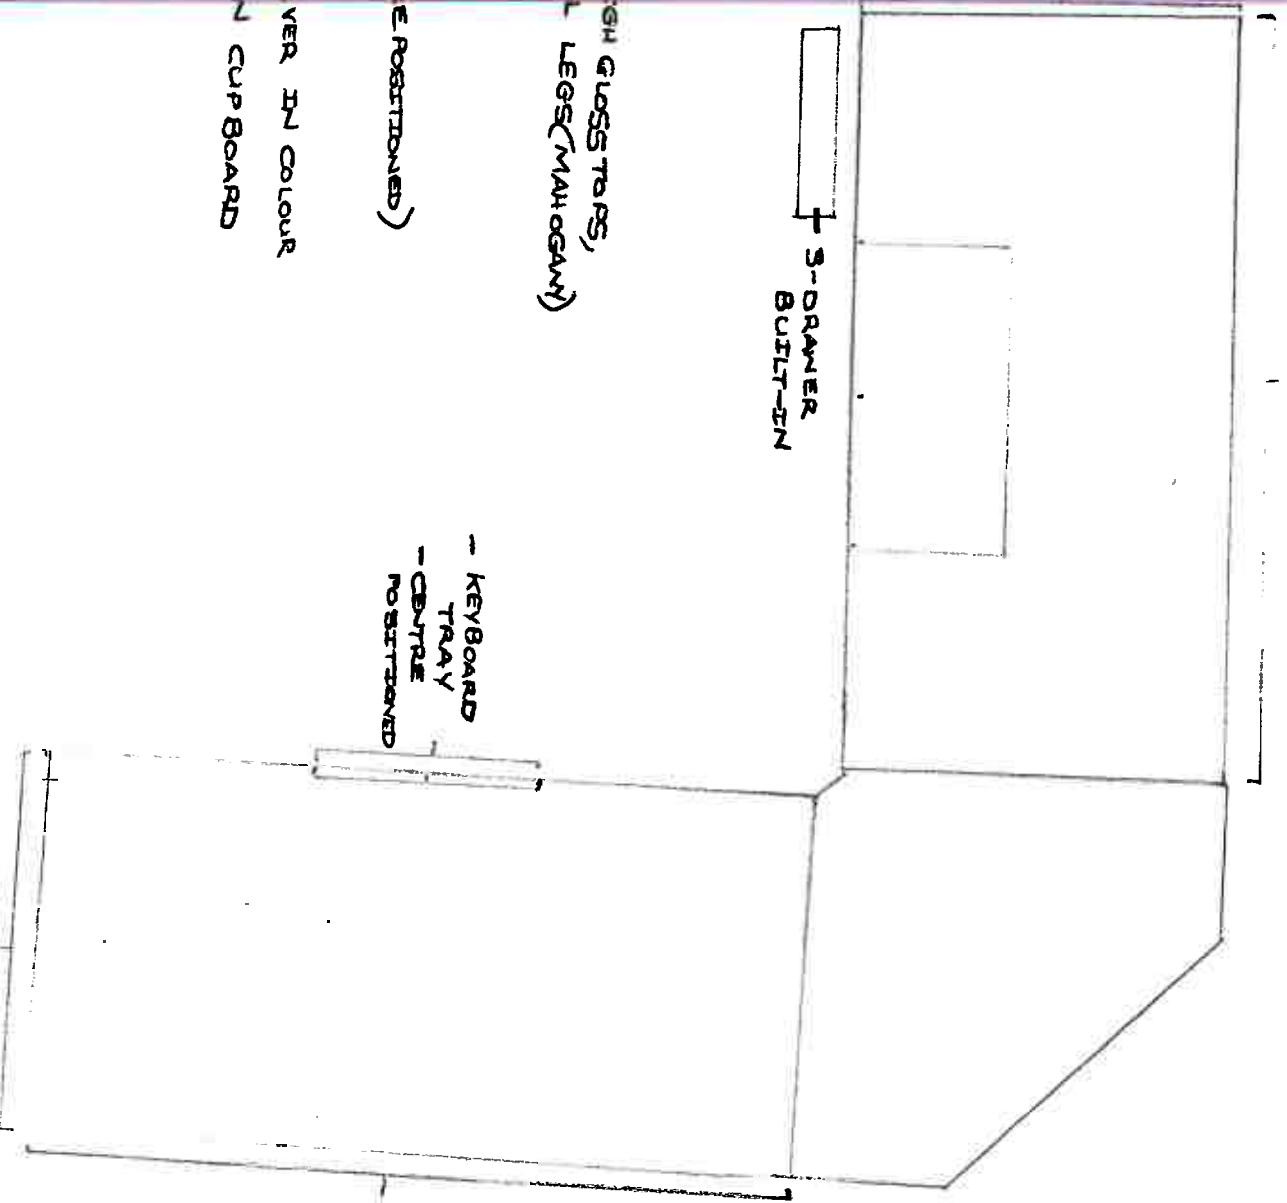 3-DRAWER
BUILT-IN
GH GLOSS TOPS,
LEGS (MAHOGANY)
E POSITIONED)
VER IN COLOUR
CUPBOARD
- KEYBOARD
TRAY
- CENTRE
POSITIONED